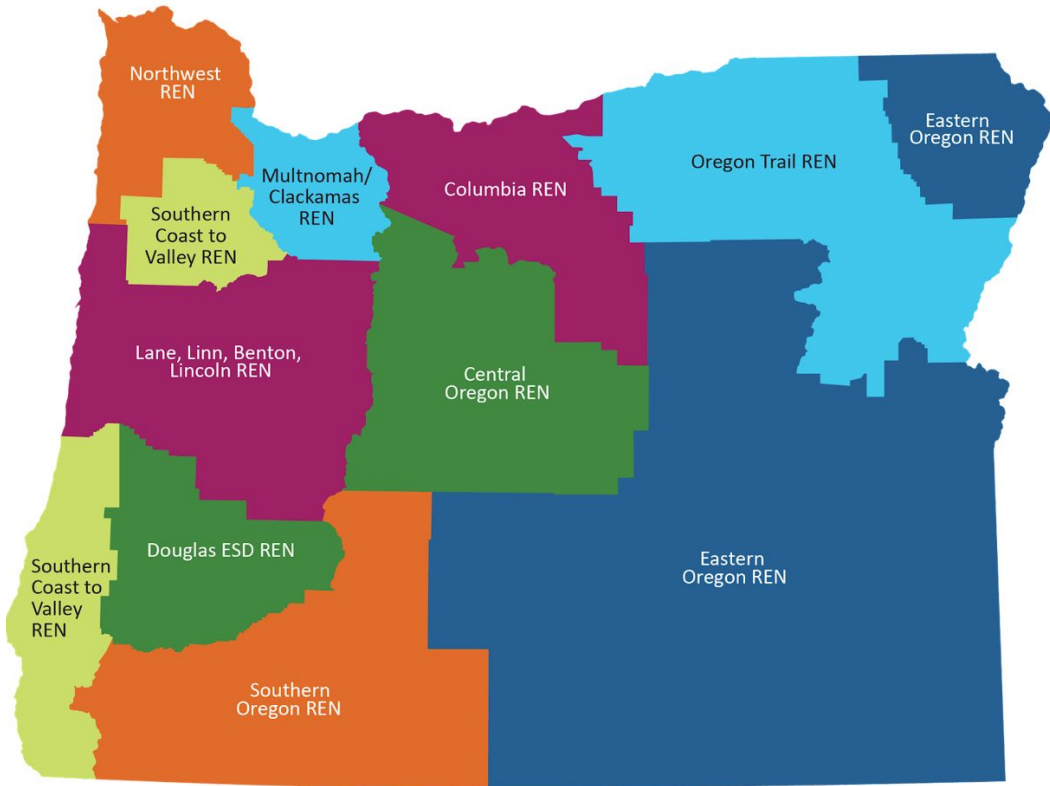 Northwest
REN
Multnomah/
Clackamas
REN
Columbia REN
Oregon Trail REN
Eastern
Oregon REN
Southern
Coast to
Valley REN
Lane, Linn, Benton,
Lincoln REN
Central
Oregon REN
Douglas ESD REN
Southern
Coast to
Valley
REN
Eastern
Oregon REN
Southern
Oregon REN